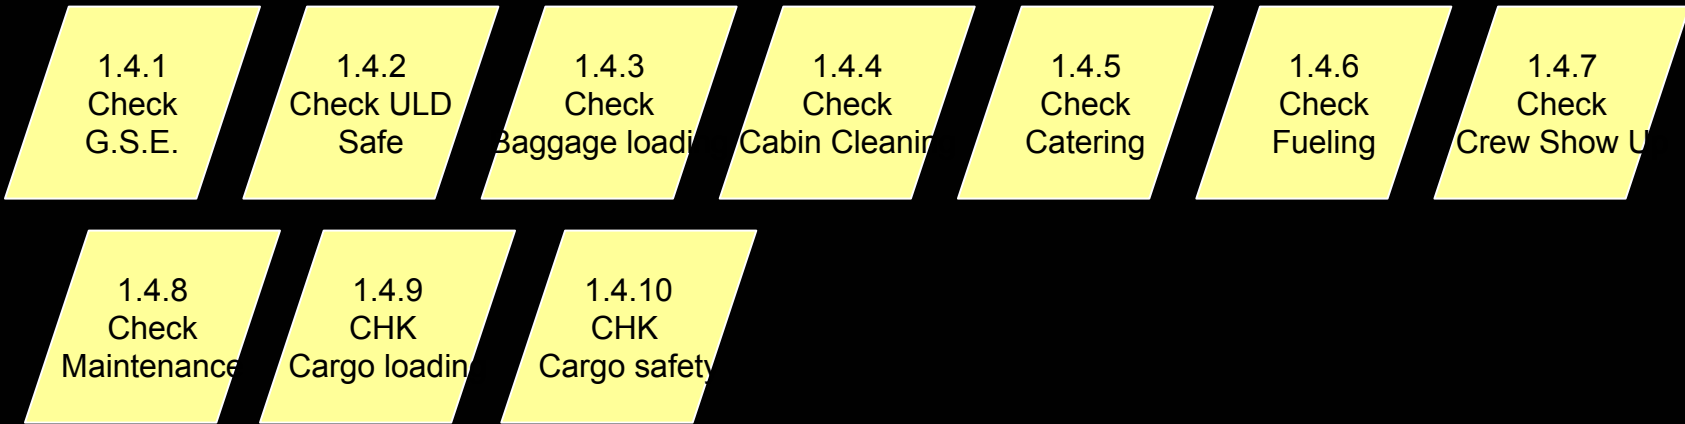 1.4.1
Check
G.S.E.
1.4.2
Check ULD
Safe
1.4.3
Check
Baggage loadi
1.4.4
Check
Cabin Cleanin
1.4.5
Check
Catering
1.4.6
Check
Fueling
1.4.7
Check
Crew Show U
1.4.8
Check
Maintenance
1.4.9
CHK
Cargo loadin
1.4.10
CHK
Cargo safety